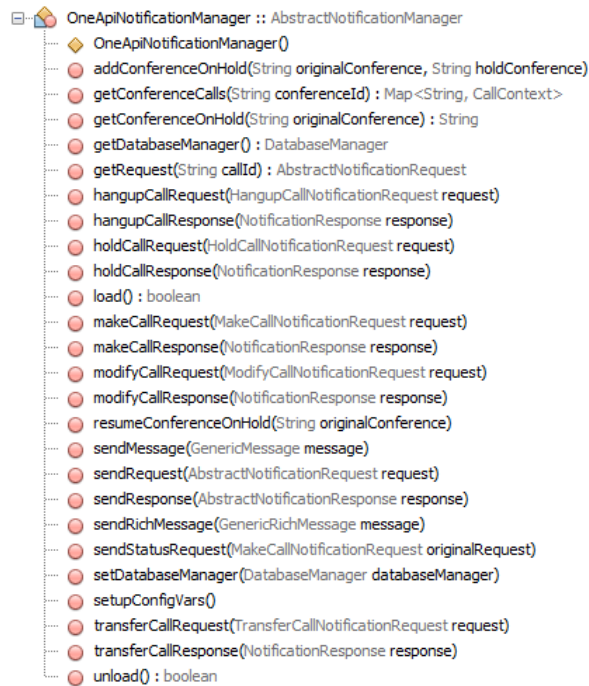 OneApiNotificationManager :: AbstractNotificationManager
OneApiNotificationManager()
addConferenceOnHold(String originalConference, String holdConference)
getConferenceCalls(String conferenceId) : Map<String, CallContext>
getConferenceOnHold(String originalConference) : String
getDatabaseManager() : DatabaseManager
getRequest(String callId) : AbstractNotificationRequest
hangupCallRequest(HangupCallNotificationRequest request)
hangupCallResponse(NotificationResponse response)
holdCallRequest(HoldCallNotificationRequest request)
holdCallResponse(NotificationResponse response)
load() : boolean
makeCallRequest(MakeCallNotificationRequest request)
makeCallResponse(NotificationResponse response)
modifyCallRequest(ModifyCallNotificationRequest request)
modifyCallResponse(NotificationResponse response)
resumeConferenceOnHold(String originalConference)
sendMessage(GenericMessage message)
sendRequest(AbstractNotificationRequest request)
sendResponse(AbstractNotificationResponse response)
sendRichMessage(GenericRichMessage message)
sendStatusRequest(MakeCallNotificationRequest originalRequest)
setDatabaseManager(DatabaseManager databaseManager)
setupConfigVars()
transferCallRequest(TransferCallNotificationRequest request)
transferCallResponse(NotificationResponse response)
unload() : boolean